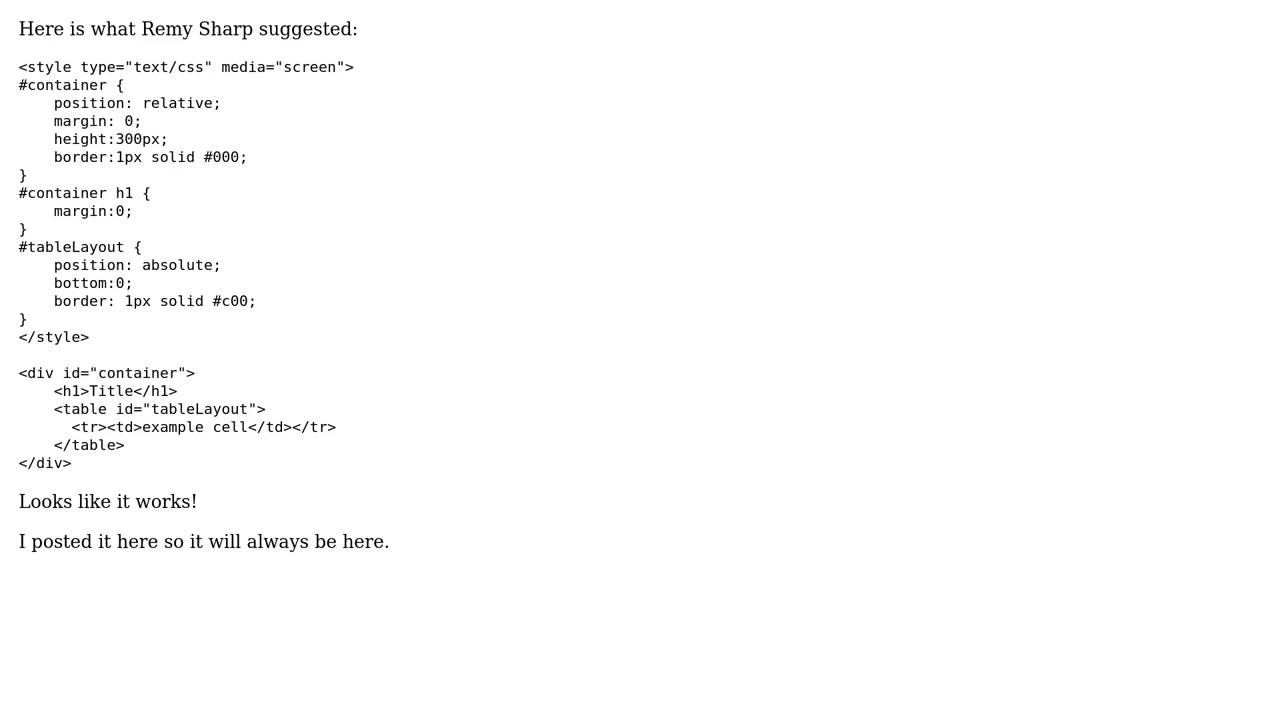 Here is what Remy Sharp suggested:
<style type="text/css" media="screen">
#container {
    position: relative;
    margin: 0;
    height:300px;
    border:1px solid #000;
}
#container h1 {
    margin:0;
}
#tableLayout {
    position: absolute;
    bottom:0;
    border: 1px solid #c00;
}
</style>

<div id="container">
    <h1>Title</h1>
    <table id="tableLayout">
      <tr><td>example cell</td></tr>
    </table>
</div>
Looks like it works!
I posted it here so it will always be here.